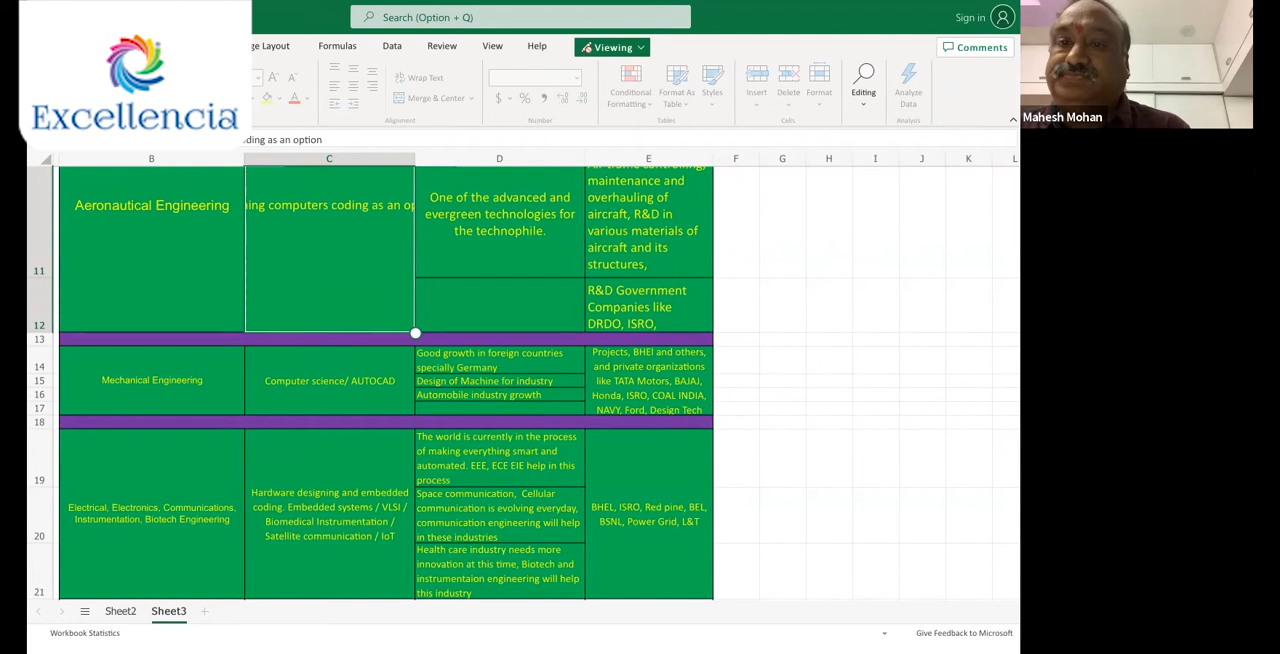 Search (Option + Q)
Sign in
ge Layout
Formulas
Data
Review
View
Help
Viewing
Comments
Excellencia
Wrap Text
Merge & Center
Alignment
Number
Conditional
Formatting
Format As
Table
Styles
Tables
Insert
Delete
Format
Cells
Editing
Analyze
Data
Analysis
Mahesh Mohan
ding as an option
B
C
D
E
F
G
H
I
J
K
L
11
Aeronautical Engineering
ning computers coding as an op
One of the advanced and
evergreen technologies for
the technophile.
maintenance and
overhauling of
aircraft, R&D in
various materials of
aircraft and its
structures,
12
R&D Government
Companies like
DRDO, ISRO,
13
14
15
16
17
Mechanical Engineering
Computer science/ AUTOCAD
Good growth in foreign countries
specially Germany
Design of Machine for industry
Automobile industry growth
Projects, BHEl and others,
and private organizations
like TATA Motors, BAJAJ,
Honda, ISRO, COAL INDIA,
NAVY, Ford, Design Tech
18
19
20
21
Electrical, Electronics, Communications,
Instrumentation, Biotech Engineering
Hardware designing and embedded
coding. Embedded systems / VLSI /
Biomedical Instrumentation /
Satellite communication / IoT
The world is currently in the process
of making everything smart and
automated. EEE, ECE EIE help in this
process
Space communication, Cellular
communication is evolving everyday,
communication engineering will help
in these industries
Health care industry needs more
innovation at this time, Biotech and
instrumentaion engineering will help
this industry
BHEL, ISRO, Red pine, BEL,
BSNL, Power Grid, L&T
Sheet2
Sheet3
Workbook Statistics
Give Feedback to Microsoft